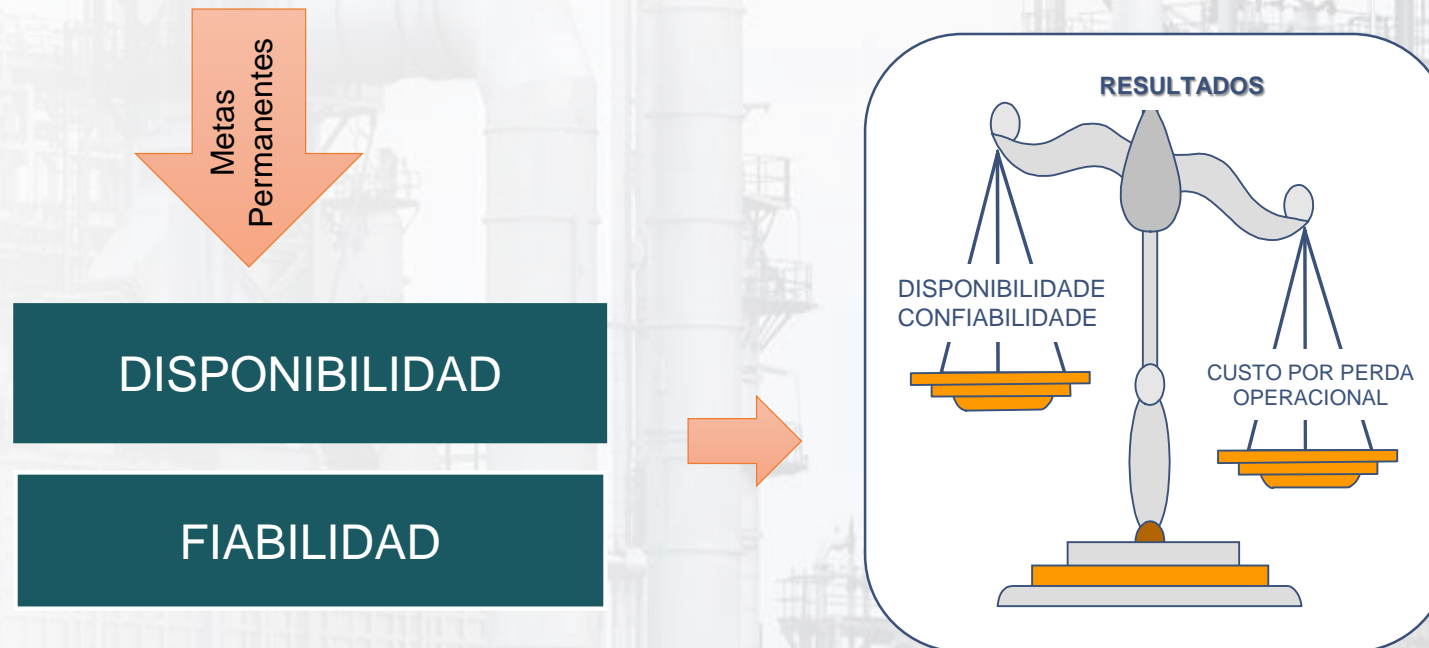 Metas
Permanentes
DISPONIBILIDAD
FIABILIDAD
RESULTADOS
DISPONIBILIDADE
CONFIABILIDADE
CUSTO POR PERDA
OPERACIONAL